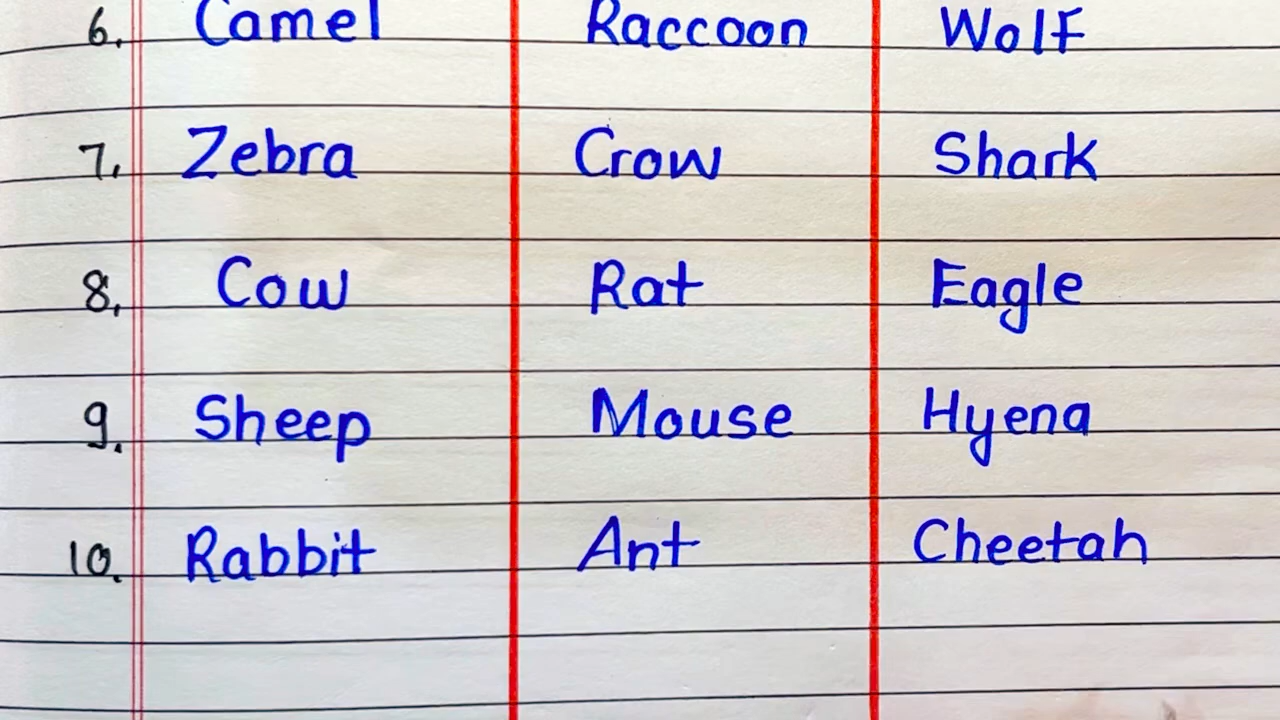 6. Camel Raccoon Wolf
7. Zebra Crow Shark
8. Cow Rat Eagle
9. Sheep Mouse Hyena
10. Rabbit Ant Cheetah